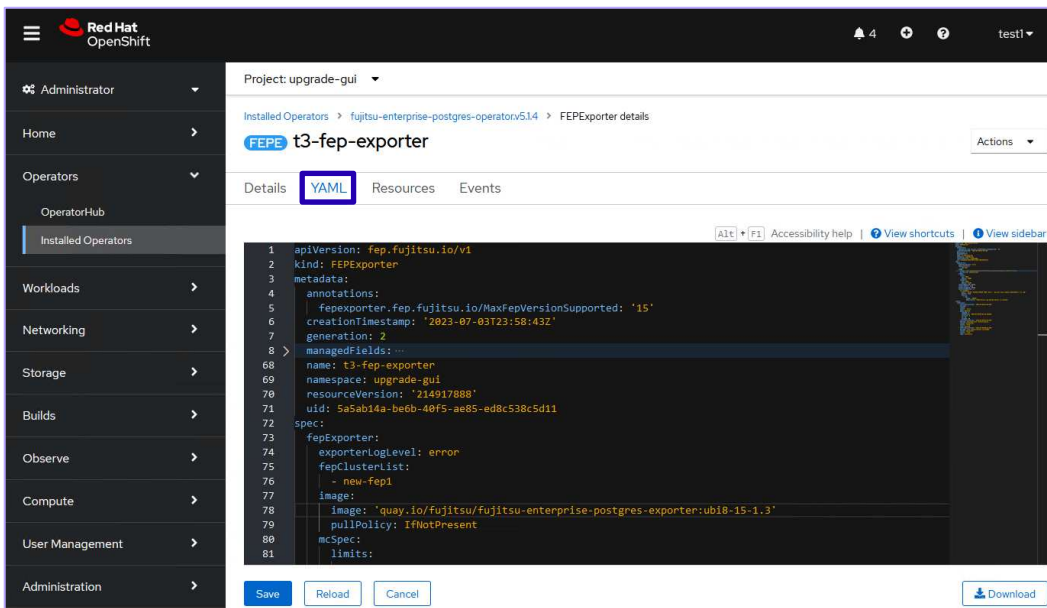 Red Hat
OpenShift
4
test1
Administrator
Home
Operators
OperatorHub
Installed Operators
Workloads
Networking
Storage
Builds
Observe
Compute
User Management
Administration
Project: upgrade-gui
Installed Operators > fujitsu-enterprise-postgres-operator.v5.1.4 > FEPExporter details
FEPE t3-fep-exporter
Actions
Details YAML Resources Events
Alt + F1 Accessibility help | View shortcuts | View sidebar
1 apiVersion: fep.fujitsu.io/v1
2 kind: FEPExporter
3 metadata:
4 annotations:
5 fepexporter.fep.fujitsu.io/MaxFepVersionSupported: '15'
6 creationTimestamp: '2023-07-03T23:58:43Z'
7 generation: 2
8 > managedFields: ···
68 name: t3-fep-exporter
69 namespace: upgrade-gui
70 resourceVersion: '214917888'
71 uid: 5a5ab14a-be6b-40f5-ae85-ed8c538c5d11
72 spec:
73 fepExporter:
74 exporterLogLevel: error
75 fepClusterList:
76 - new-fep1
77 image:
78 image: 'quay.io/fujitsu/fujitsu-enterprise-postgres-exporter:ubi8-15-1.3'
79 pullPolicy: IfNotPresent
80 mcSpec:
81 limits:
Save Reload Cancel Download